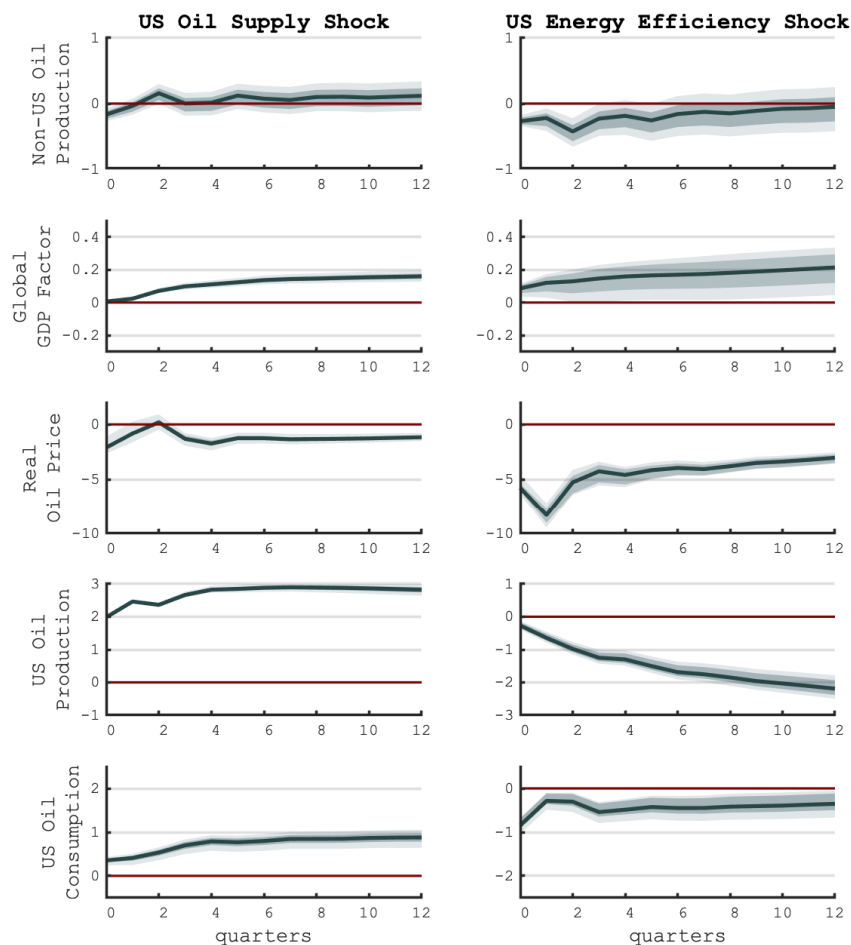 US Oil Supply Shock
US Energy Efficiency Shock
Non-US Oil
Production
1
0
-1
0 2 4 6 8 10 12
1
0
-1
0 2 4 6 8 10 12
Global
GDP Factor
0.4
0.2
0
-0.2
0 2 4 6 8 10 12
0.4
0.2
0
-0.2
0 2 4 6 8 10 12
Real
Oil Price
0
-5
-10
0 2 4 6 8 10 12
0
-5
-10
0 2 4 6 8 10 12
US Oil
Production
3
2
1
0
-1
0 2 4 6 8 10 12
1
0
-1
-2
-3
0 2 4 6 8 10 12
US Oil
Consumption
2
1
0
0 2 4 6 8 10 12
quarters
0
-1
-2
0 2 4 6 8 10 12
quarters